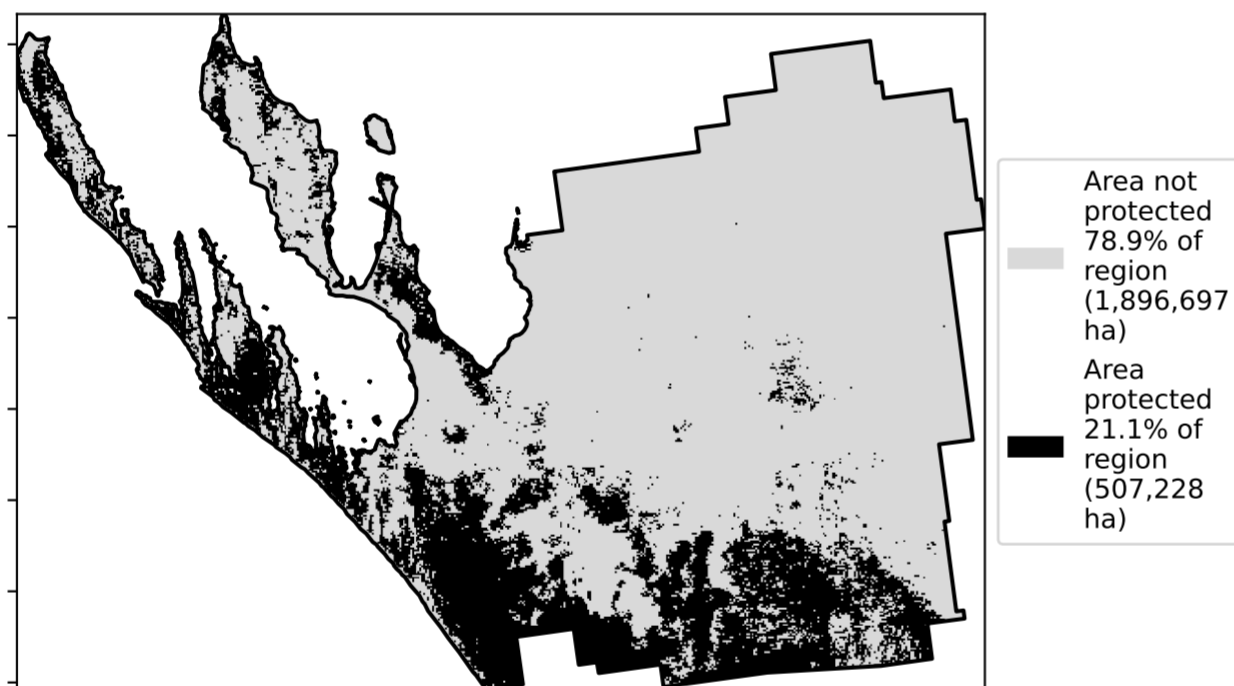 Area not
protected
78.9% of
region
(1,896,697
ha)
Area
protected
21.1% of
region
(507,228
ha)